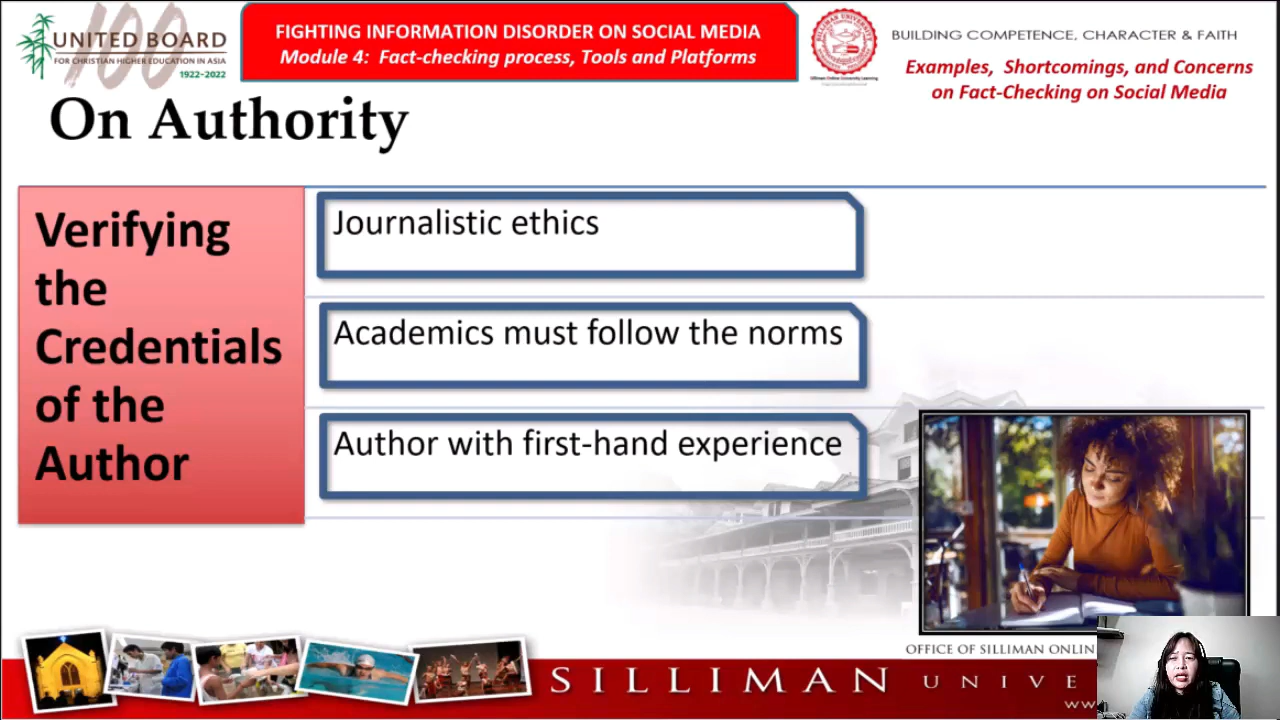 100
UNITED BOARD
FOR CHRISTIAN HIGHER EDUCATION IN ASIA
1922-2022
FIGHTING INFORMATION DISORDER ON SOCIAL MEDIA
Module 4: Fact-checking process, Tools and Platforms
BUILDING COMPETENCE, CHARACTER & FAITH
Examples, Shortcomings, and Concerns
on Fact-Checking on Social Media
On Authority
Verifying
the
Credentials
of the
Author
Journalistic ethics
Academics must follow the norms
Author with first-hand experience
OFFICE OF SILLIMAN ONLIN
SILLIMAN UNIVE